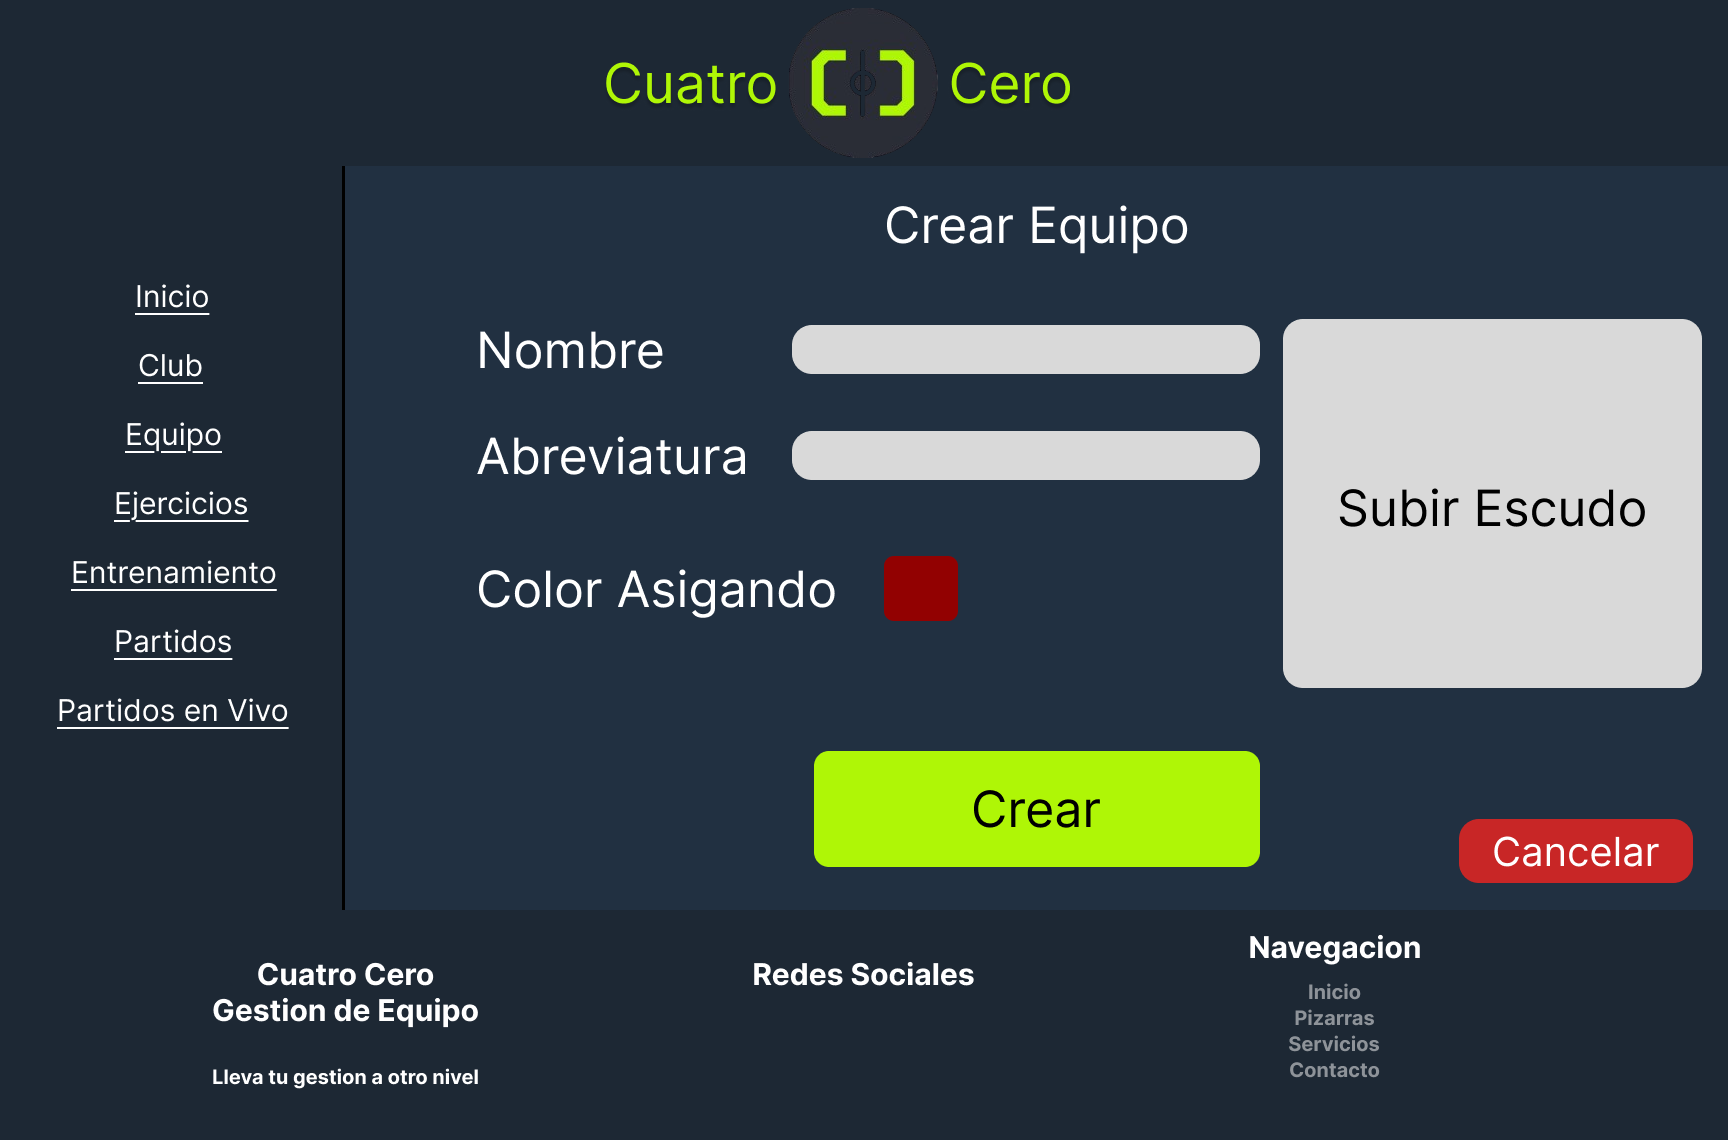 Cuatro Cero
Crear Equipo
Inicio
Club
Equipo
Ejercicios
Entrenamiento
Partidos
Partidos en Vivo
Nombre
Abreviatura
Color Asigando
Subir Escudo
Crear
Cancelar
Cuatro Cero
Gestion de Equipo
Lleva tu gestion a otro nivel
Redes Sociales
Navegacion
Inicio
Pizarras
Servicios
Contacto